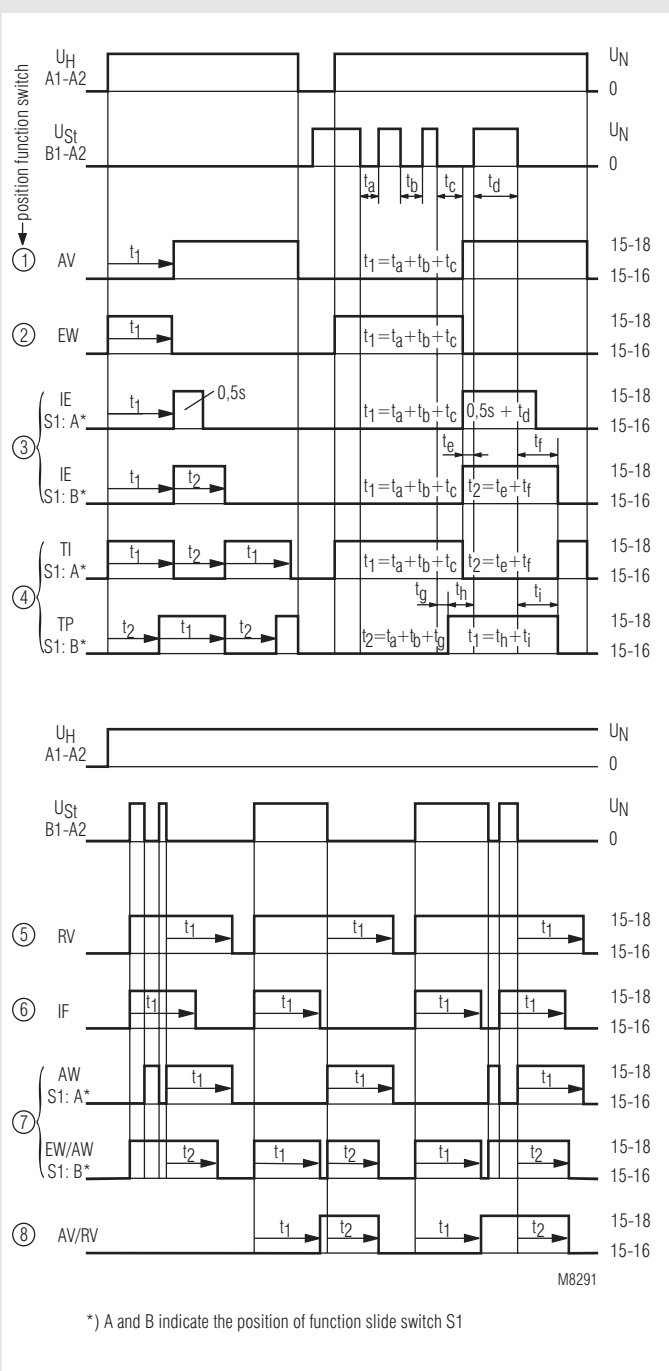 position function switch
UH
A1-A2
UN
0
USt
B1-A2
UN
0
ta tb tc td
1 AV t1 t1=ta+tb+tc 15-18
15-16
2 EW t1 t1=ta+tb+tc 15-18
15-16
3
IE
S1: A*
t1 0,5s t1=ta+tb+tc 0,5s + td 15-18
15-16
te tf
IE
S1: B*
t1 t2 t1=ta+tb+tc t2=te+tf 15-18
15-16
4
TI
S1: A*
t1 t2 t1 t1=ta+tb+tc t2=te+tf 15-18
15-16
tg th ti
TP
S1: B*
t2 t1 t2 t2=ta+tb+tg t1=th+ti 15-18
15-16
UH
A1-A2
UN
0
USt
B1-A2
UN
0
5 RV t1 t1 t1 15-18
15-16
6 IF t1 t1 t1 t1 15-18
15-16
7
AW
S1: A*
t1 t1 t1 15-18
15-16
EW/AW
S1: B*
t2 t1 t2 t1 t2 15-18
15-16
8 AV/RV t1 t2 t1 t2 15-18
15-16
M8291
*) A and B indicate the position of function slide switch S1